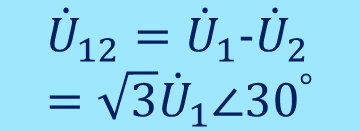 U̇₁₂ = U̇₁-U̇₂
= √3U̇₁∠30°